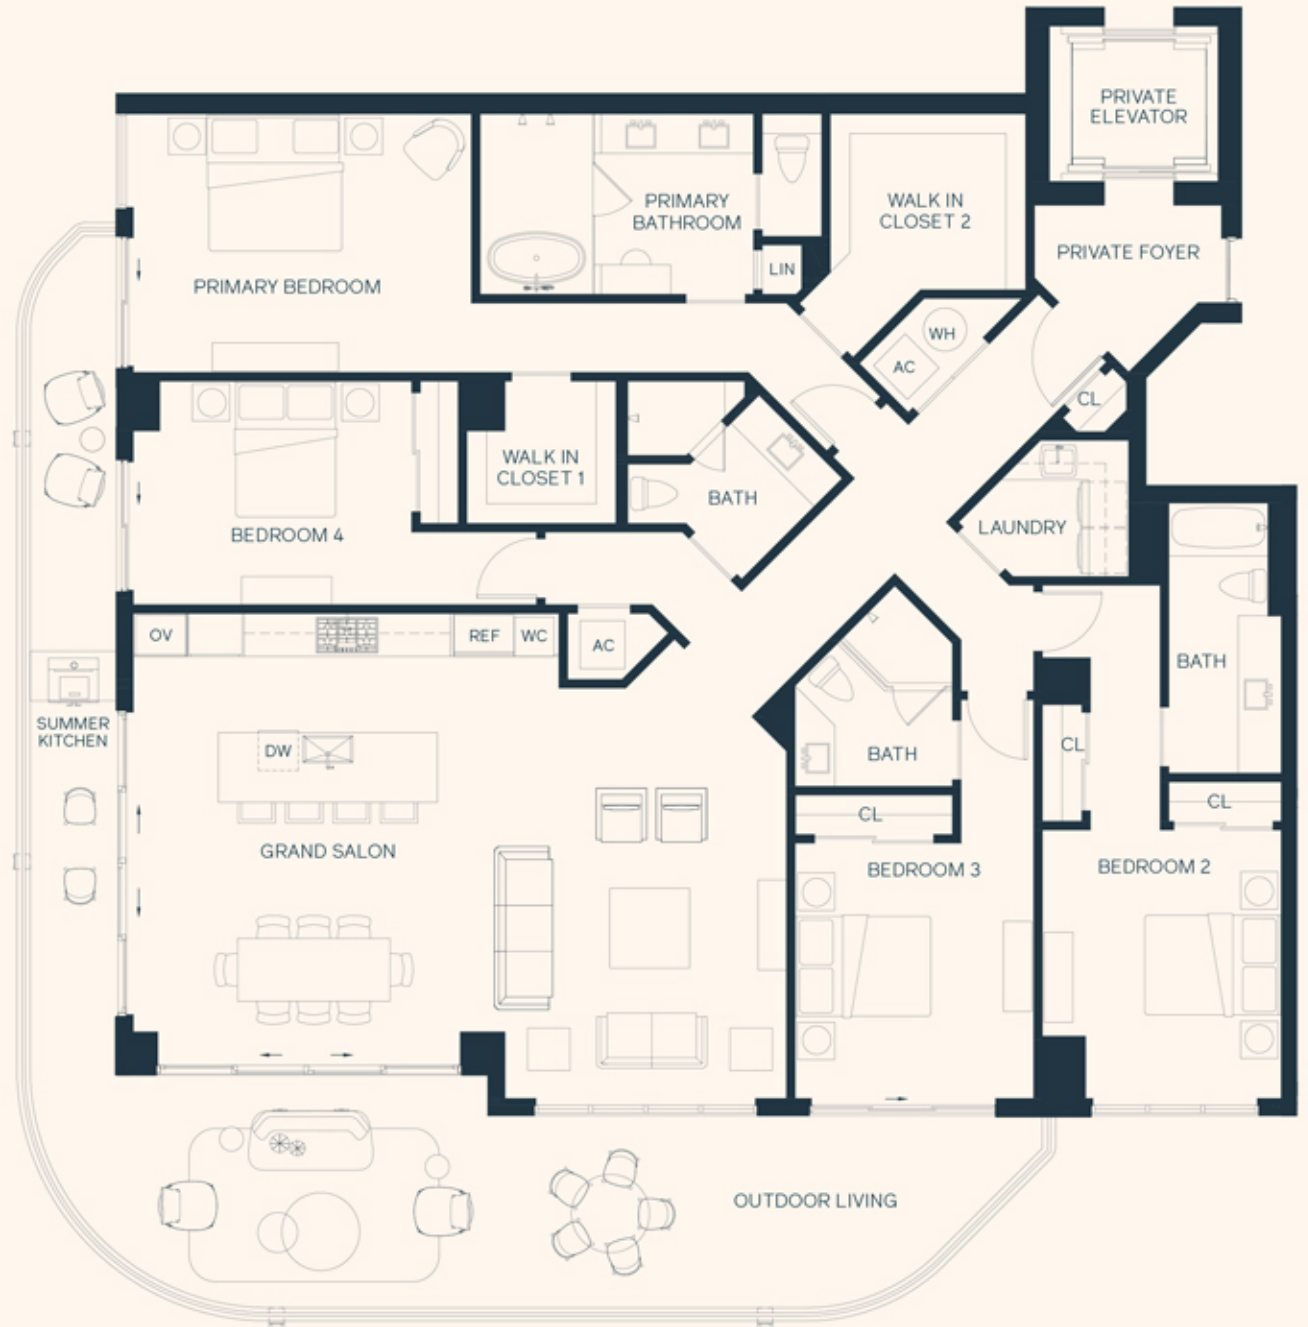 PRIVATE
ELEVATOR
PRIMARY
BATHROOM
WALK IN
CLOSET 2
PRIVATE FOYER
LIN
PRIMARY BEDROOM
WH
AC
CL
WALK IN
CLOSET 1
BATH
BEDROOM 4
LAUNDRY
OV
REF
WC
AC
BATH
SUMMER
KITCHEN
DW
BATH
CL
CL
CL
GRAND SALON
BEDROOM 3
BEDROOM 2
OUTDOOR LIVING